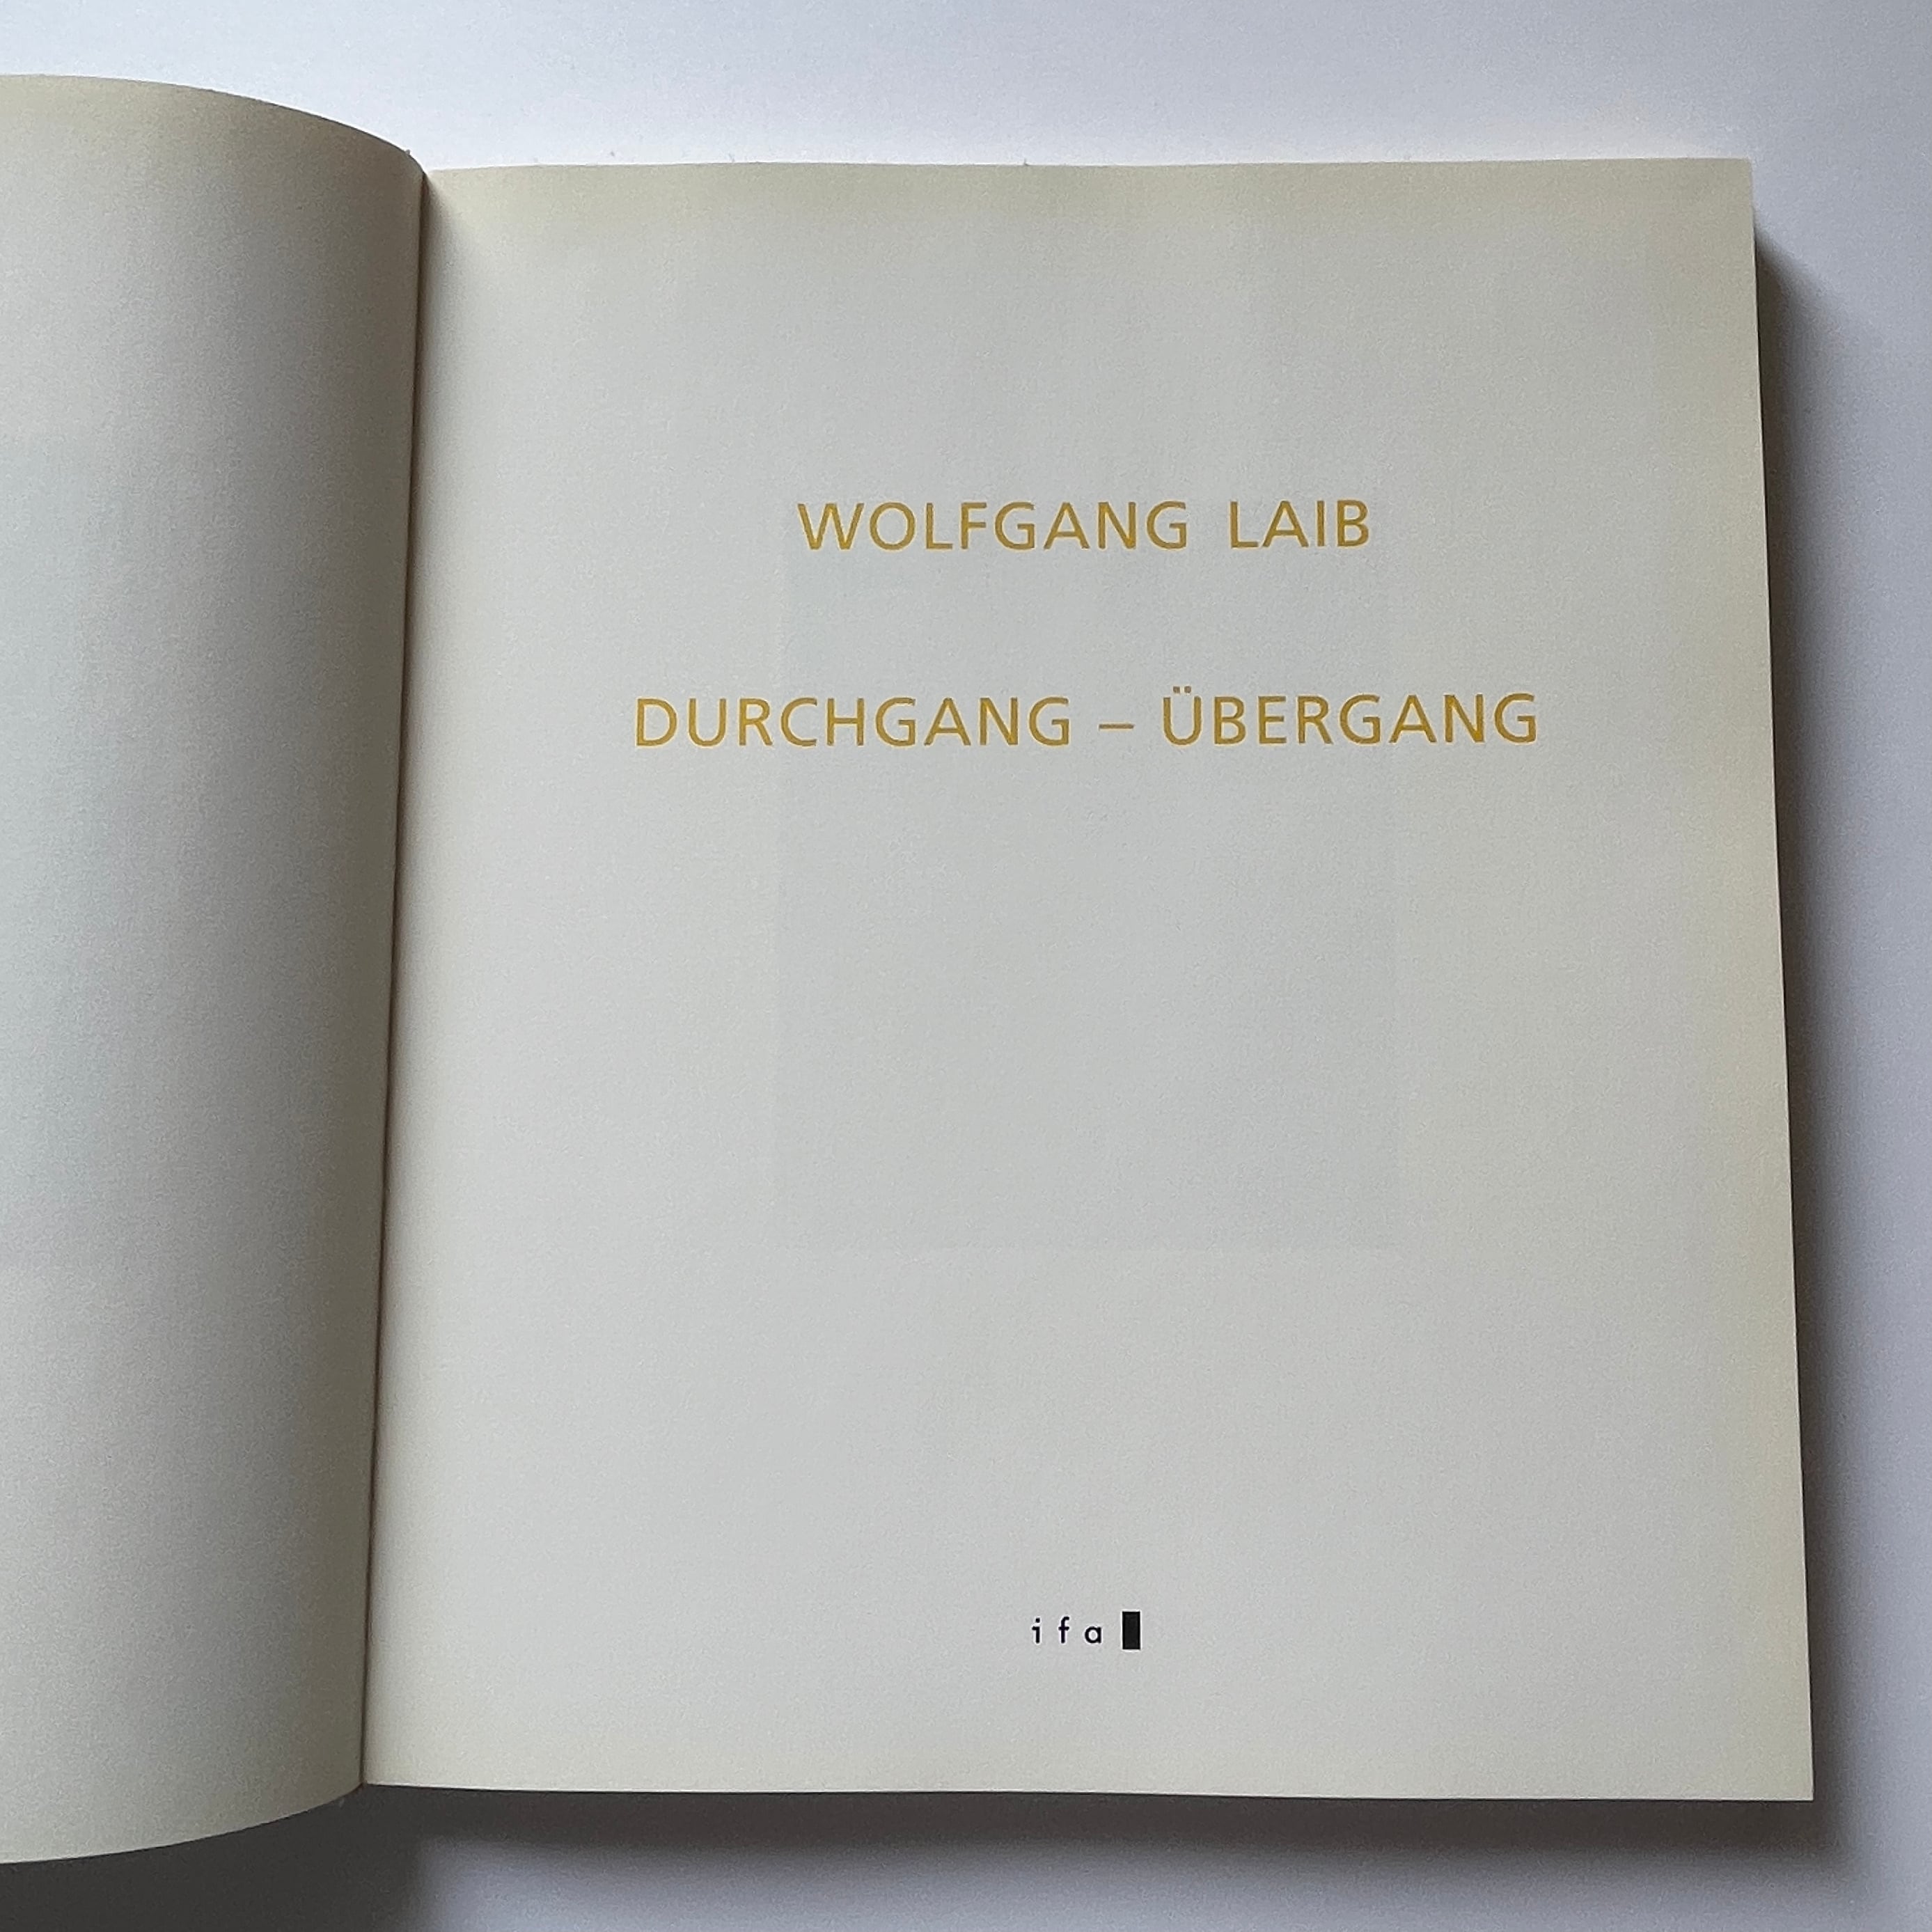 WOLFGANG LAIB
DURCHGANG – ÜBERGANG
ifa